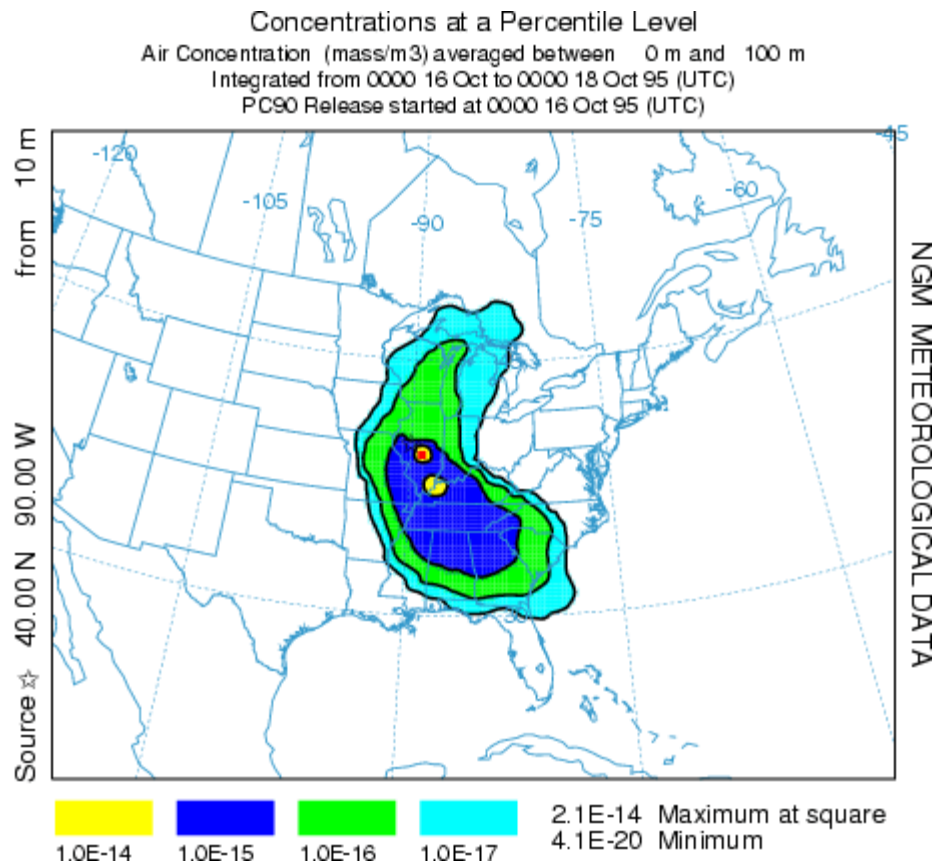 Concentrations at a Percentile Level
Air Concentration (mass/m3) averaged between 0 m and 100 m
Integrated from 0000 16 Oct to 0000 18 Oct 95 (UTC)
PC90 Release started at 0000 16 Oct 95 (UTC)
Source ☆ 40.00 N 90.00 W from 10 m
-120
-105
-90
-75
-60
-45
30
NGM METEOROLOGICAL DATA
1.0E-14 1.0E-15 1.0E-16 1.0E-17
2.1E-14 Maximum at square
4.1E-20 Minimum